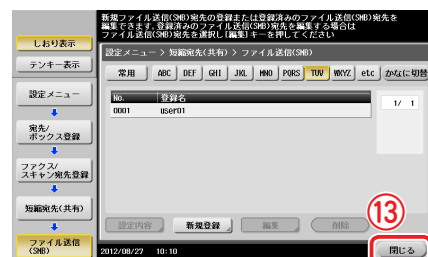 新規ファイル送信(SMB)宛先の登録または登録済みのファイル送信(SMB)宛先を
編集できます。登録済みのファイル送信(SMB)宛先を編集する場合は
ファイル送信(SMB)宛先を選択し[編集]キーを押してください
しおり表示
テンキー表示
設定メニュー
宛先/
ボックス登録
ファクス/
スキャン宛先登録
短縮宛先(共有)
ファイル送信
(SMB)
設定メニュー > 短縮宛先(共有) > ファイル送信(SMB)
常用 ABC DEF GHI JKL MNO PQRS TUV WXYZ etc かなに切替
No. 登録名
0001 user01
1/ 1
設定内容 新規登録 編集 削除
⑬
2012/08/27 10:10
閉じる